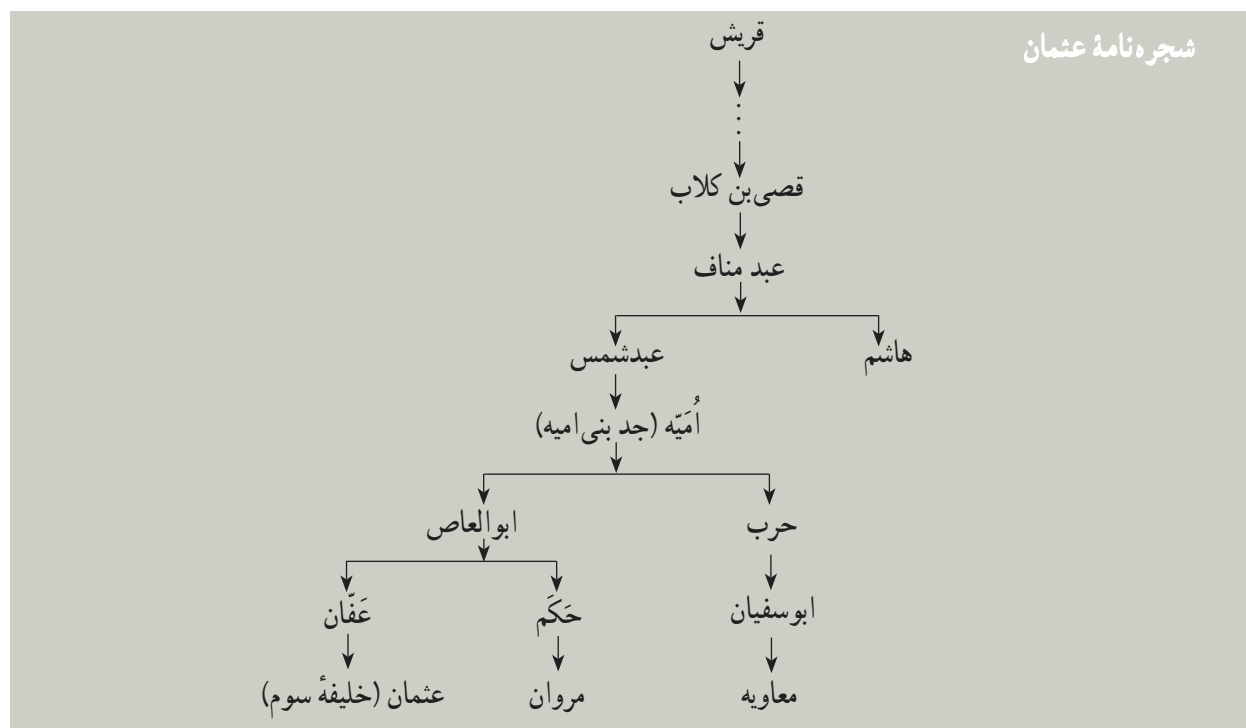 شجره‌نامهٔ عثمان
قریش
قصی‌بن کلاب
عبد مناف
هاشم
عبدشمس
اُمَیّه (جد بنی‌امیه)
حرب
ابوالعاص
ابوسفیان
حَکَم
عَفّان
معاویه
مروان
عثمان (خلیفهٔ سوم)